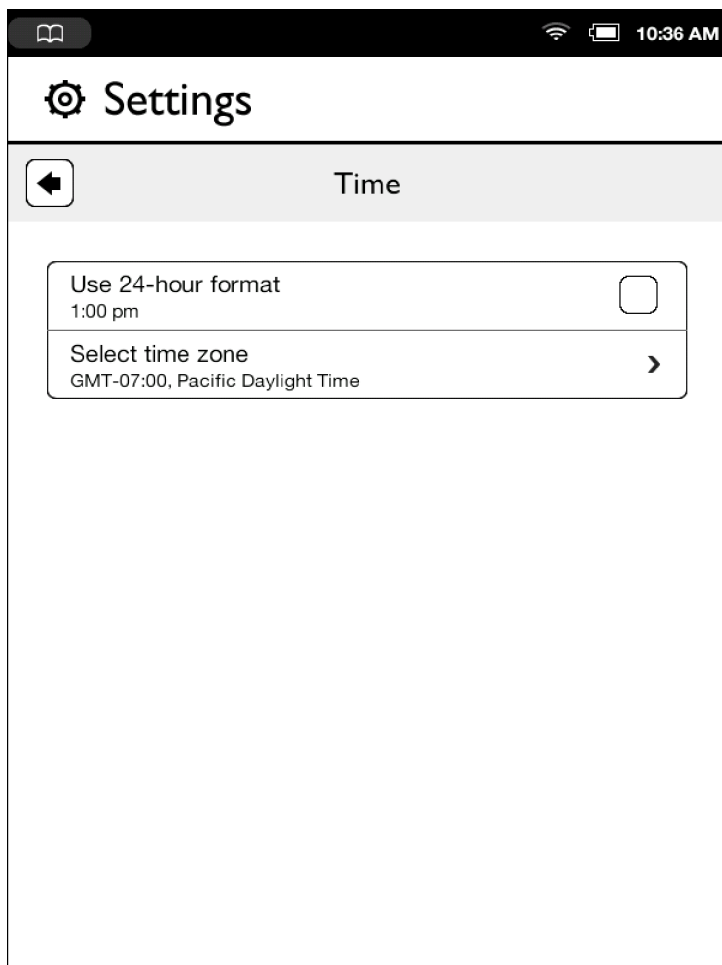 10:36 AM
Settings
Time
Use 24-hour format
1:00 pm
Select time zone
GMT-07:00, Pacific Daylight Time